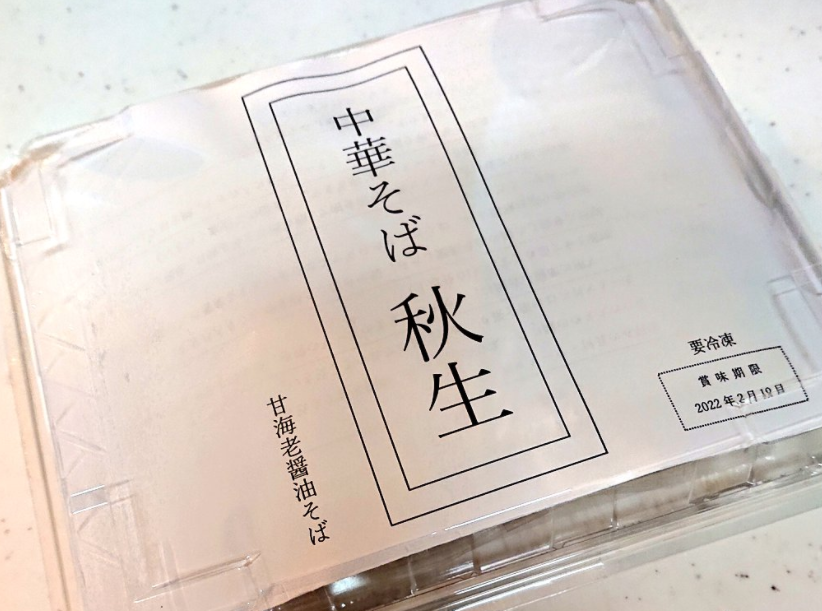 中華そば 秋生
甘海老醤油そば
要冷凍
賞味期限
2022年2月19日